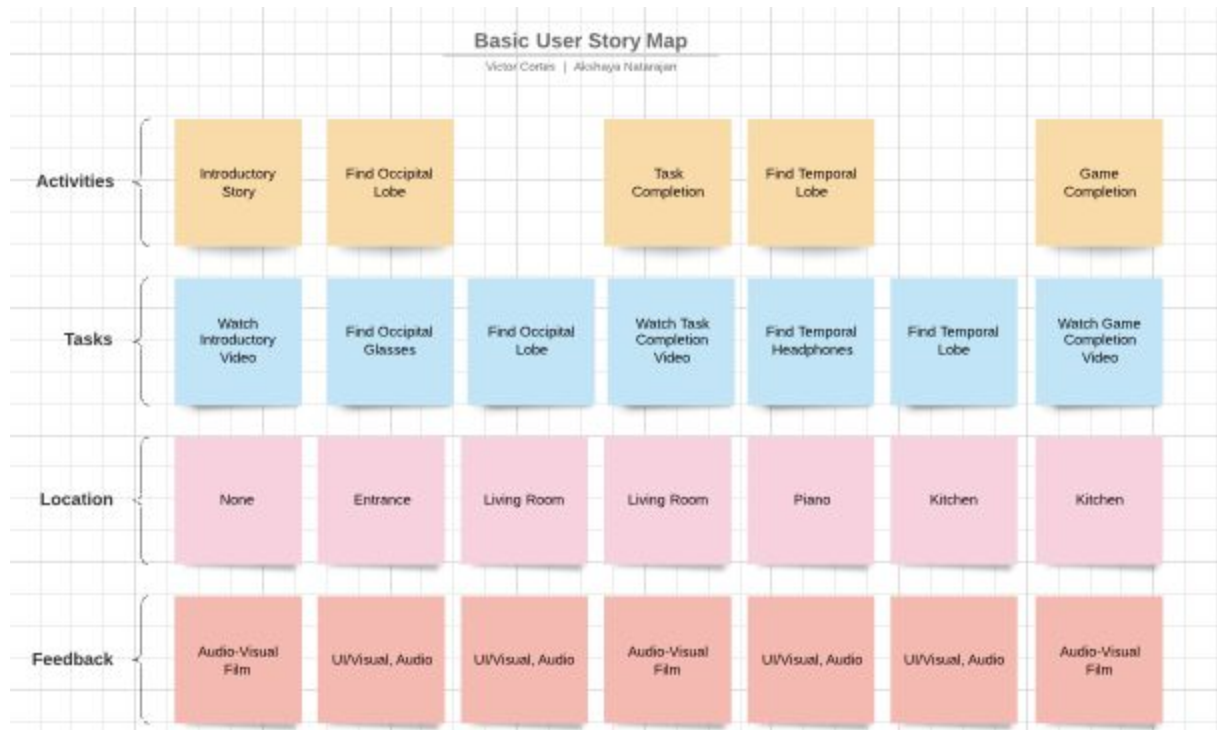 Basic User Story Map
Victor Cortes | Akshaya Natarajan
Activities
Introductory
Story
Find Occipital
Lobe
Task
Completion
Find Temporal
Lobe
Game
Completion
Tasks
Watch
Introductory
Video
Find Occipital
Glasses
Find Occipital
Lobe
Watch Task
Completion
Video
Find Temporal
Headphones
Find Temporal
Lobe
Watch Game
Completion
Video
Location
None
Entrance
Living Room
Living Room
Piano
Kitchen
Kitchen
Feedback
Audio-Visual
Film
UI/Visual, Audio
UI/Visual, Audio
Audio-Visual
Film
UI/Visual, Audio
UI/Visual, Audio
Audio-Visual
Film